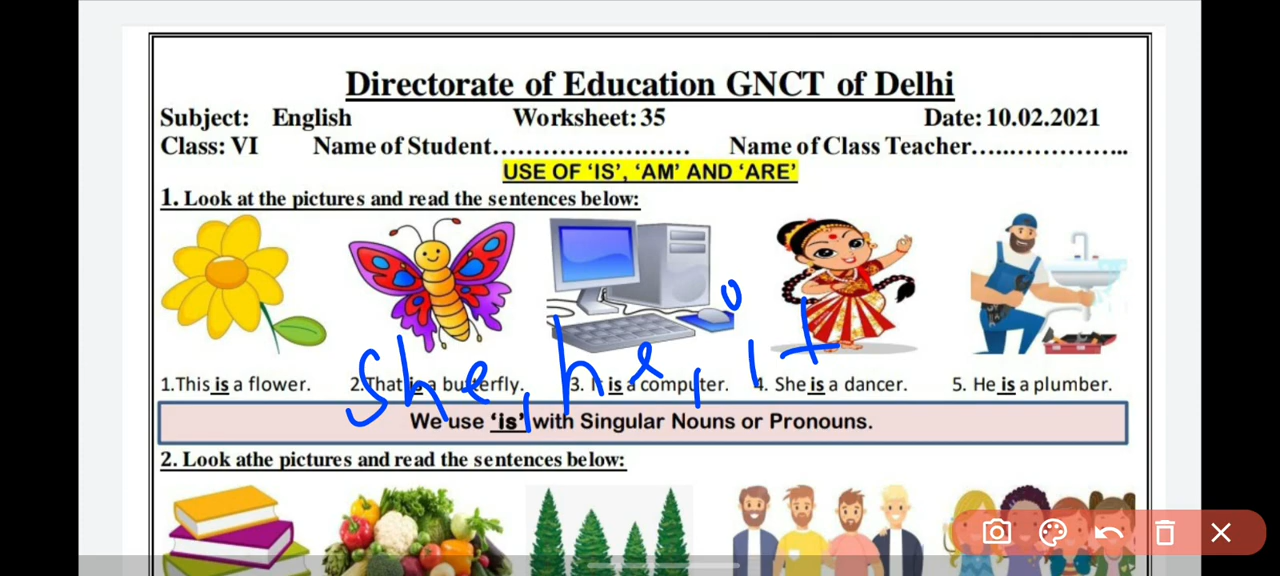 Directorate of Education GNCT of Delhi
Subject: English Worksheet: 35 Date: 10.02.2021
Class: VI Name of Student........................ Name of Class Teacher....................
USE OF ‘IS’, ‘AM’ AND ‘ARE’
1. Look at the pictures and read the sentences below:
she, he, it
1.This is a flower. 2.That is a butterfly. 3. It is a computer. 4. She is a dancer. 5. He is a plumber.
We use ‘is’ with Singular Nouns or Pronouns.
2. Look athe pictures and read the sentences below: